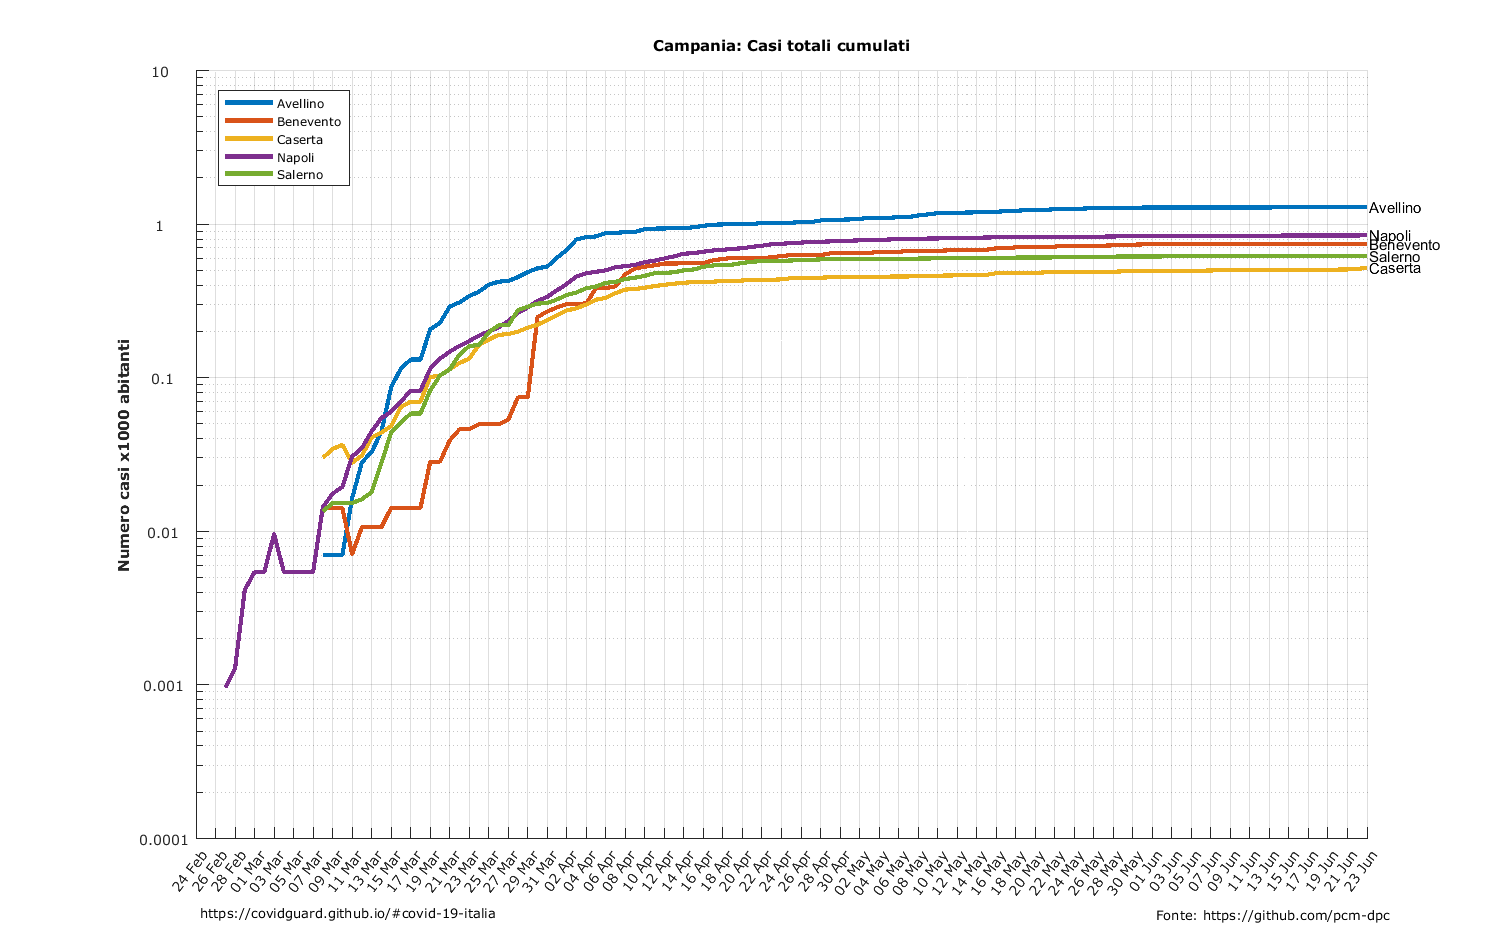 Campania: Casi totali cumulati
10
1
0.1
0.01
0.001
0.0001
Numero casi x1000 abitanti
Avellino
Benevento
Caserta
Napoli
Salerno
Avellino
Napoli
Benevento
Salerno
Caserta
24 Feb
26 Feb
28 Feb
01 Mar
03 Mar
05 Mar
07 Mar
09 Mar
11 Mar
13 Mar
15 Mar
17 Mar
19 Mar
21 Mar
23 Mar
25 Mar
27 Mar
29 Mar
31 Mar
02 Apr
04 Apr
06 Apr
08 Apr
10 Apr
12 Apr
14 Apr
16 Apr
18 Apr
20 Apr
22 Apr
24 Apr
26 Apr
28 Apr
30 Apr
02 May
04 May
06 May
08 May
10 May
12 May
14 May
16 May
18 May
20 May
22 May
24 May
26 May
28 May
30 May
01 Jun
03 Jun
05 Jun
07 Jun
09 Jun
11 Jun
13 Jun
15 Jun
17 Jun
19 Jun
21 Jun
23 Jun
https://covidguard.github.io/#covid-19-italia
Fonte: https://github.com/pcm-dpc